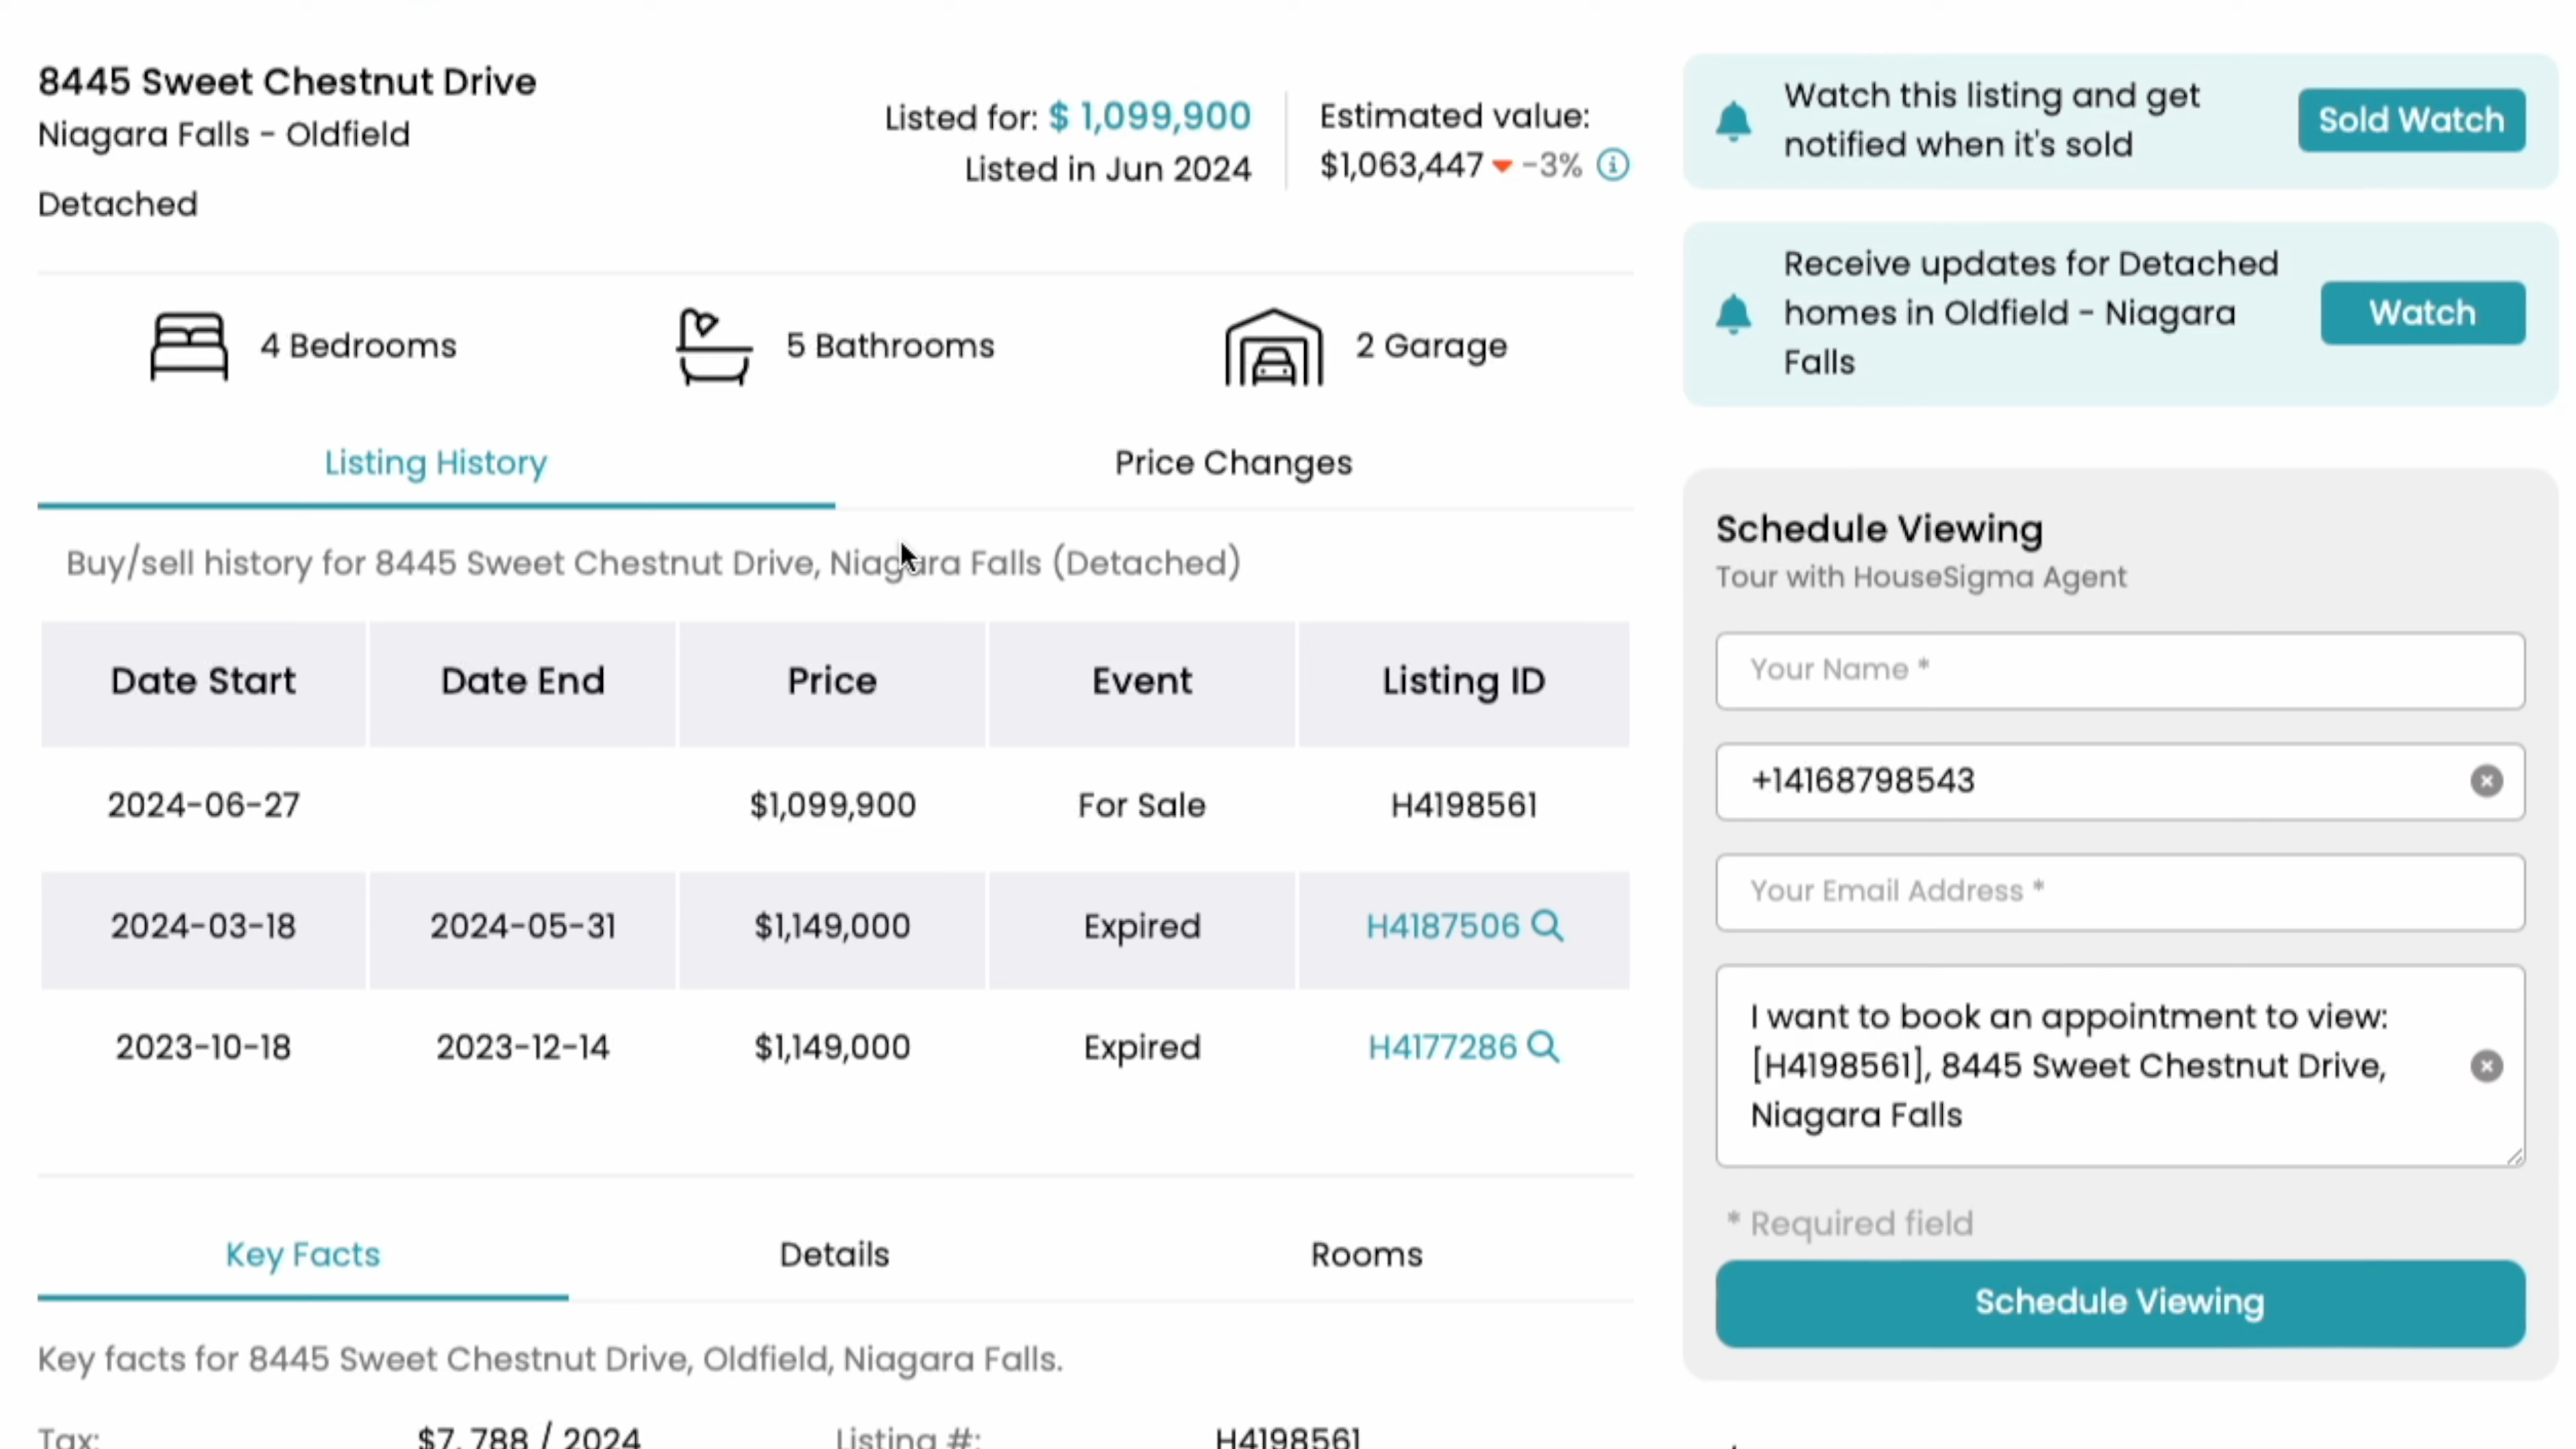 8445 Sweet Chestnut Drive
Niagara Falls - Oldfield
Detached
Listed for: $ 1,099,900
Listed in Jun 2024
Estimated value:
$1,063,447 -3%
4 Bedrooms
5 Bathrooms
2 Garage
Listing History
Price Changes
Buy/sell history for 8445 Sweet Chestnut Drive, Niagara Falls (Detached)
Date Start Date End Price Event Listing ID
2024-06-27 $1,099,900 For Sale H4198561
2024-03-18 2024-05-31 $1,149,000 Expired H4187506
2023-10-18 2023-12-14 $1,149,000 Expired H4177286
Key Facts
Details
Rooms
Key facts for 8445 Sweet Chestnut Drive, Oldfield, Niagara Falls.
Tax: $7,788 / 2024 Listing #: H4198561
Watch this listing and get
notified when it's sold
Sold Watch
Receive updates for Detached
homes in Oldfield - Niagara
Falls
Watch
Schedule Viewing
Tour with HouseSigma Agent
Your Name *
+14168798543
Your Email Address *
I want to book an appointment to view:
[H4198561], 8445 Sweet Chestnut Drive,
Niagara Falls
* Required field
Schedule Viewing